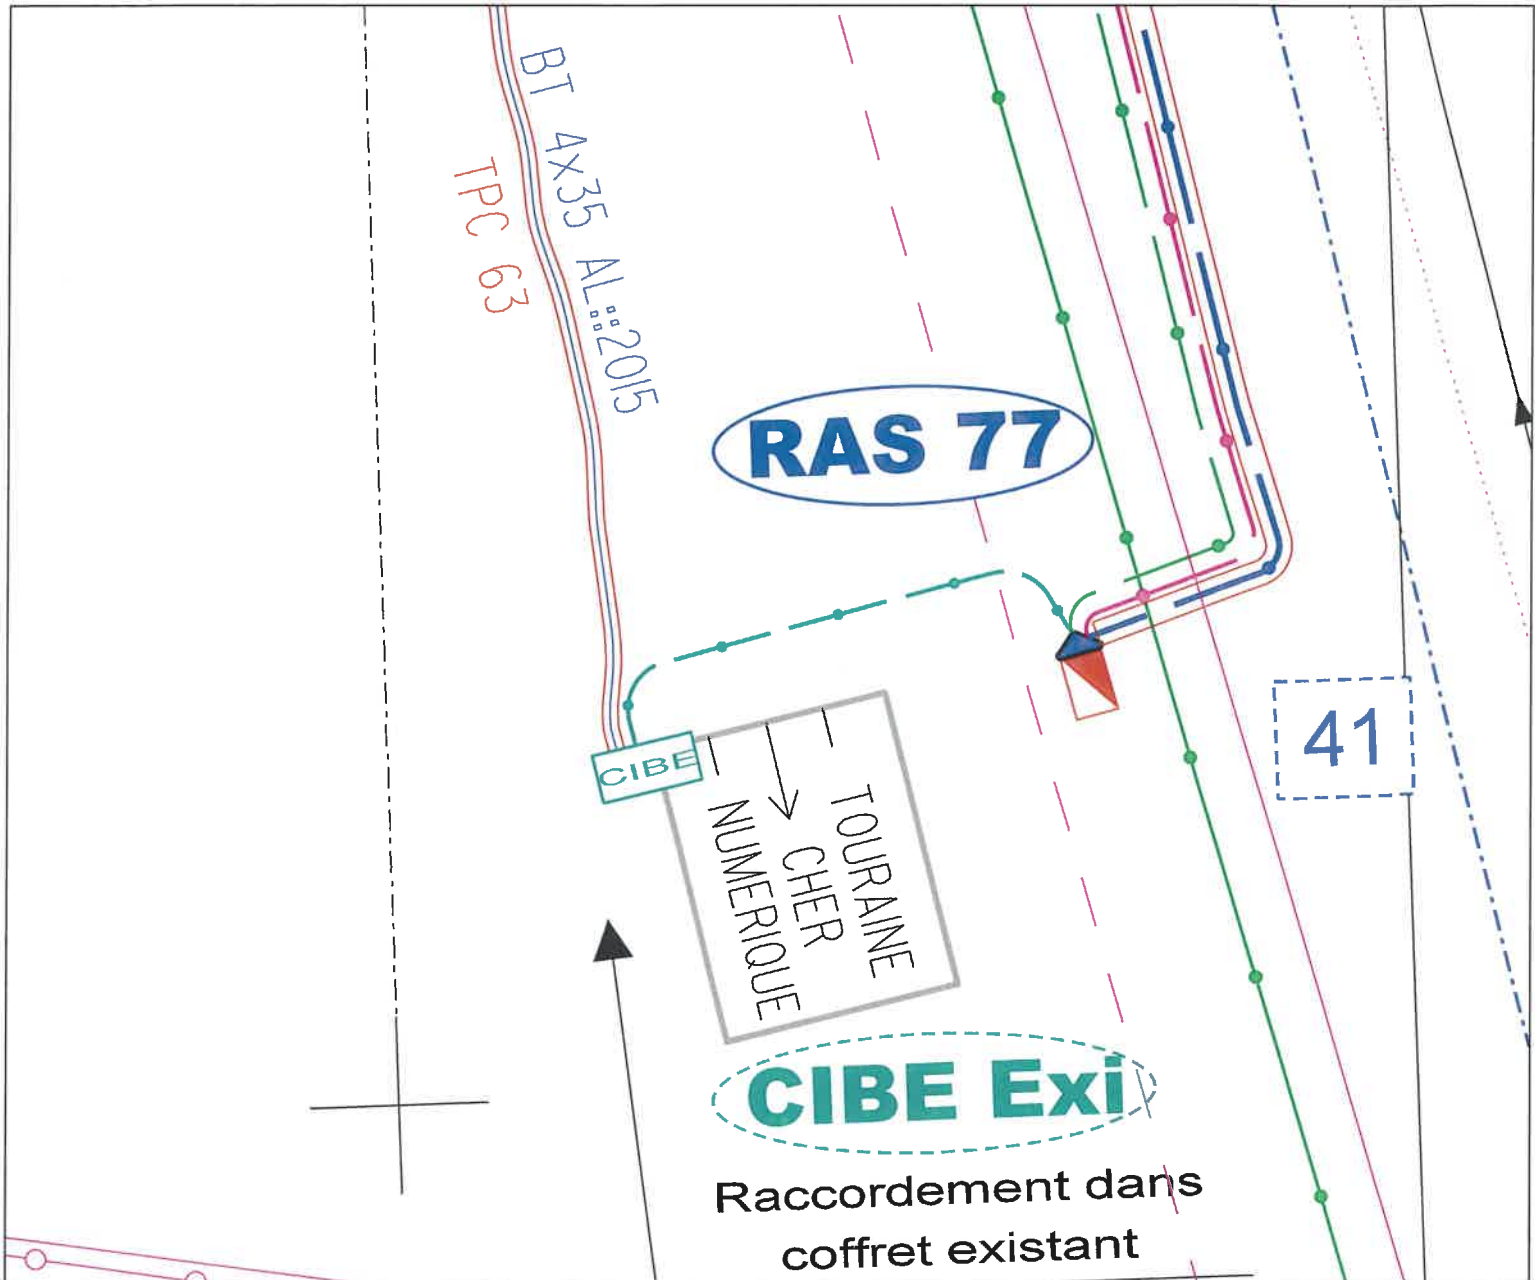 BT 4x35 AL::::2015
TPC 63
RAS 77
41
CIBE
TOURAINE
CHER
NUMERIQUE
CIBE Exi
Raccordement dans
coffret existant